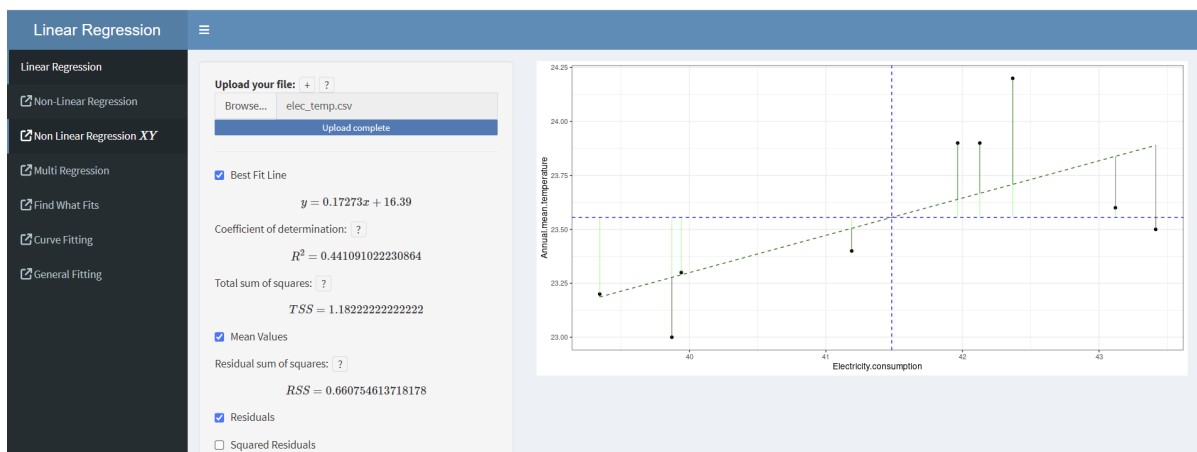 Linear Regression
Linear Regression
Non-Linear Regression
Non Linear Regression XY
Multi Regression
Find What Fits
Curve Fitting
General Fitting
Upload your file: + ?
Browse... elec_temp.csv
Upload complete
Best Fit Line
y = 0.17273x + 16.39
Coefficient of determination: ?
R² = 0.441091022230864
Total sum of squares: ?
TSS = 1.18222222222222
Mean Values
Residual sum of squares: ?
RSS = 0.660754613718178
Residuals
Squared Residuals
24.25
24.00
23.75
23.50
23.25
23.00
Annual.mean.temperature
40 41 42 43
Electricity.consumption